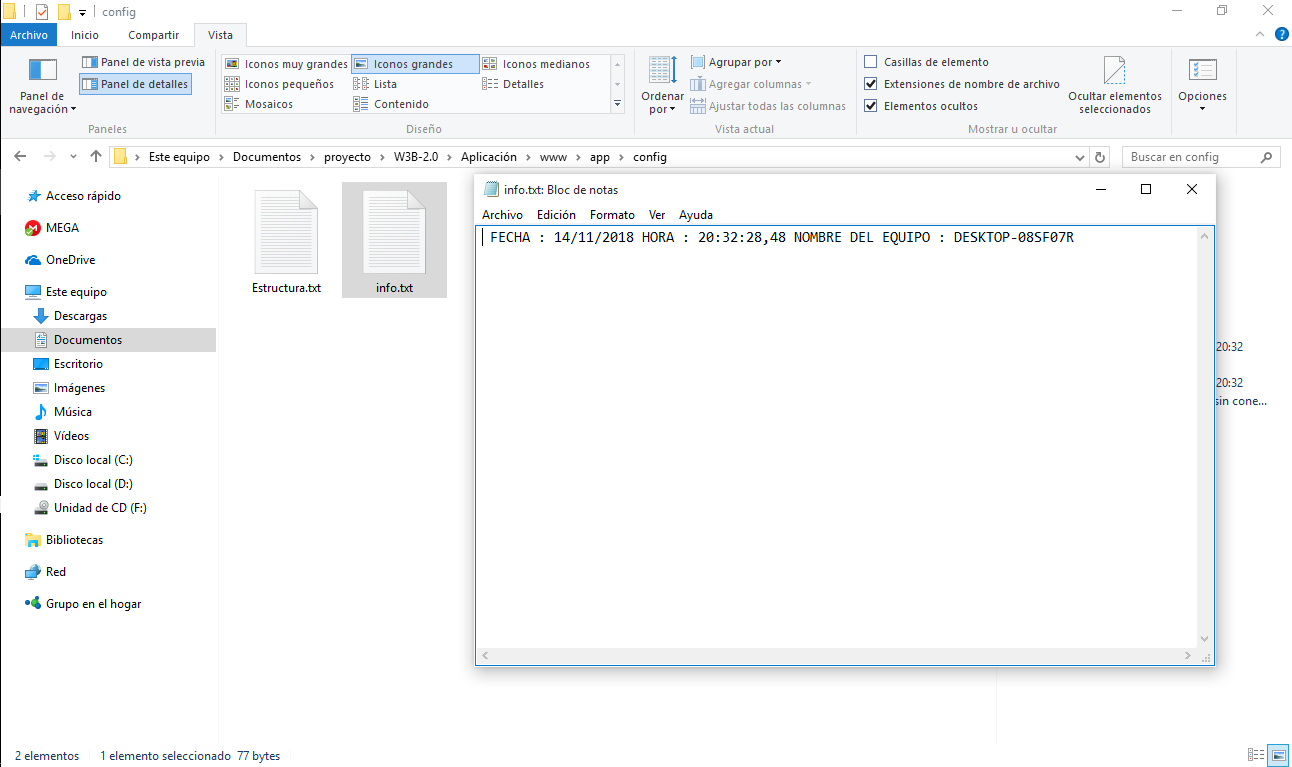 config
Archivo Inicio Compartir Vista
Panel de navegación
Panel de vista previa
Panel de detalles
Paneles
Iconos muy grandes Iconos grandes Iconos medianos
Iconos pequeños Lista Detalles
Mosaicos Contenido
Diseño
Ordenar por
Agrupar por
Agregar columnas
Ajustar todas las columnas
Vista actual
Casillas de elemento
Extensiones de nombre de archivo
Elementos ocultos
Ocultar elementos seleccionados
Mostrar u ocultar
Opciones
Este equipo > Documentos > proyecto > W3B-2.0 > Aplicación > www > app > config
Buscar en config
Acceso rápido
MEGA
OneDrive
Este equipo
Descargas
Documentos
Escritorio
Imágenes
Música
Vídeos
Disco local (C:)
Disco local (D:)
Unidad de CD (F:)
Bibliotecas
Red
Grupo en el hogar
Estructura.txt
info.txt
info.txt: Bloc de notas
Archivo Edición Formato Ver Ayuda
FECHA : 14/11/2018 HORA : 20:32:28,48 NOMBRE DEL EQUIPO : DESKTOP-08SF07R
20:32
20:32
sin cone...
2 elementos 1 elemento seleccionado 77 bytes